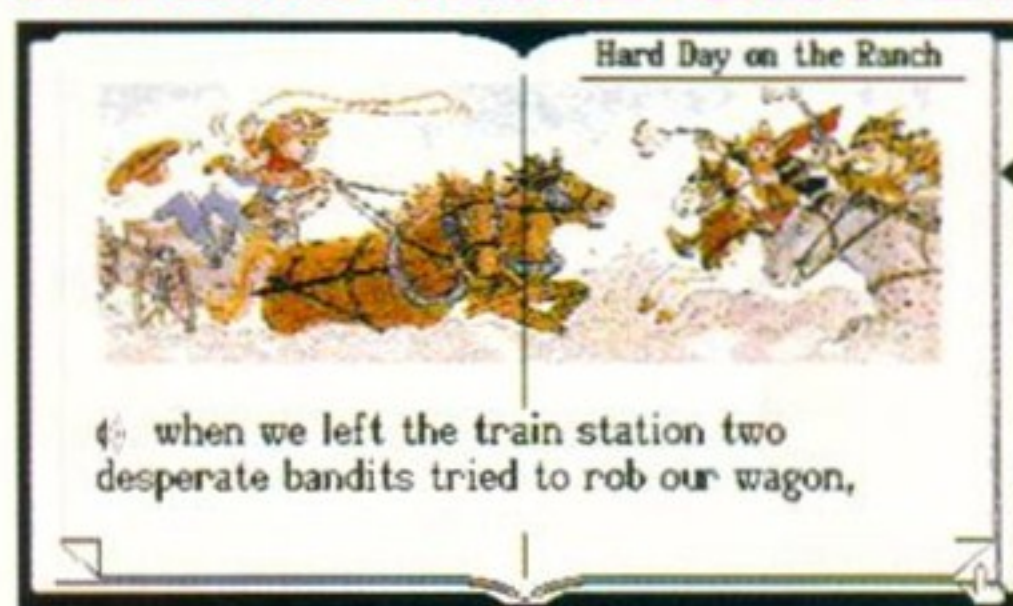 Hard Day on the Ranch
when we left the train station two
desperate bandits tried to rob our wagon,